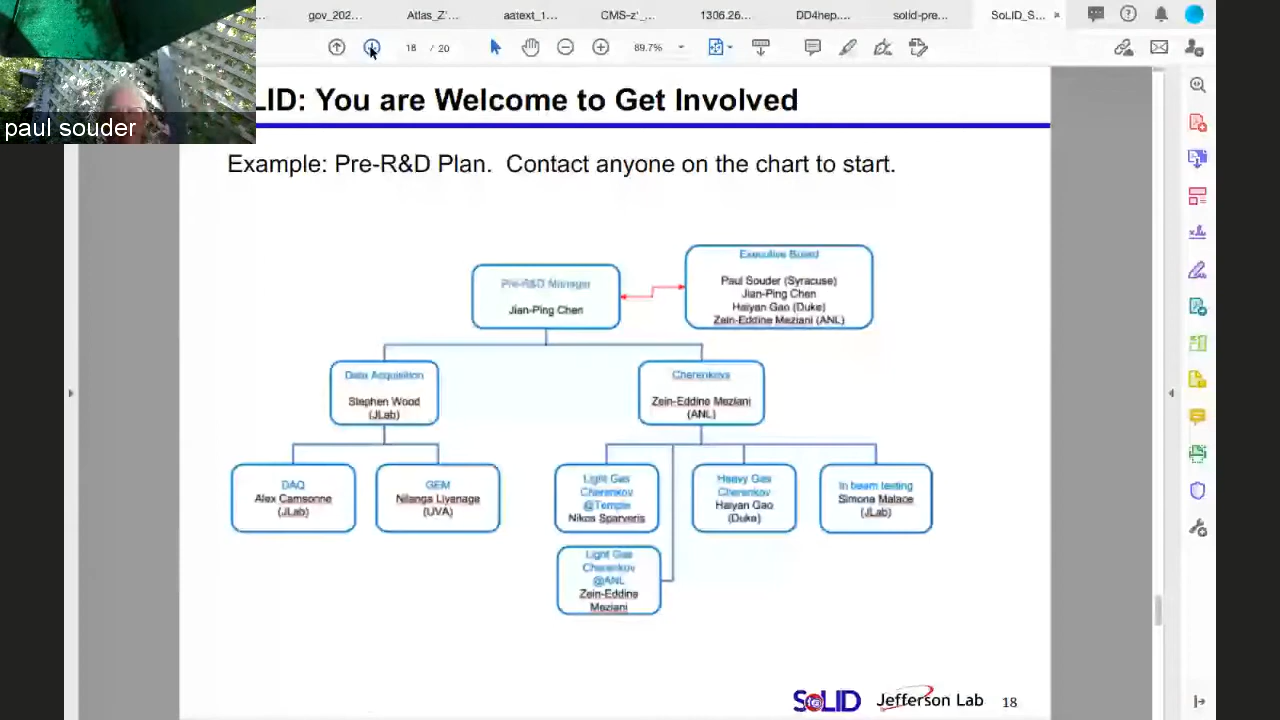 gov_202...
Atlas_Z'...
aatext_1...
CMS-z'_...
1306.26...
DD4hep...
solid-pre...
SoLID_S...
18 / 20
89.7%
paul souder
LID: You are Welcome to Get Involved
Example: Pre-R&D Plan. Contact anyone on the chart to start.
Pre-R&D Manager
Jian-Ping Chen
Executive Board
Paul Souder (Syracuse)
Jian-Ping Chen
Haiyan Gao (Duke)
Zein-Eddine Meziani (ANL)
Data Acquisition
Stephen Wood
(JLab)
Cherenkovs
Zein-Eddine Meziani
(ANL)
DAQ
Alex Camsonne
(JLab)
GEM
Nilanga Liyanage
(UVA)
Light Gas
Cherenkov
@Temple
Nikos Sparveris
Heavy Gas
Cherenkov
Haiyan Gao
(Duke)
In beam testing
Simona Malace
(JLab)
Light Gas
Cherenkov
@ANL
Zein-Eddine
Meziani
SoLID
Jefferson Lab
18